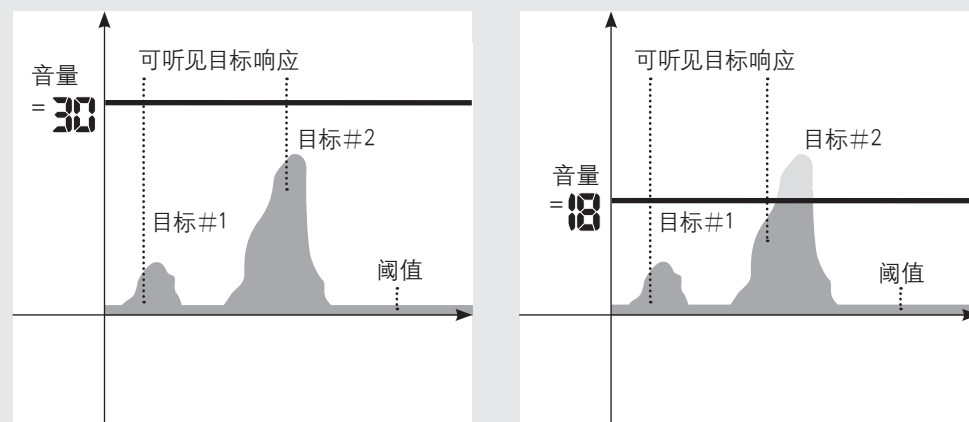 可听见目标响应
音量
= 30
目标#2
目标#1
阈值
可听见目标响应
目标#2
音量
= 18
目标#1
阈值